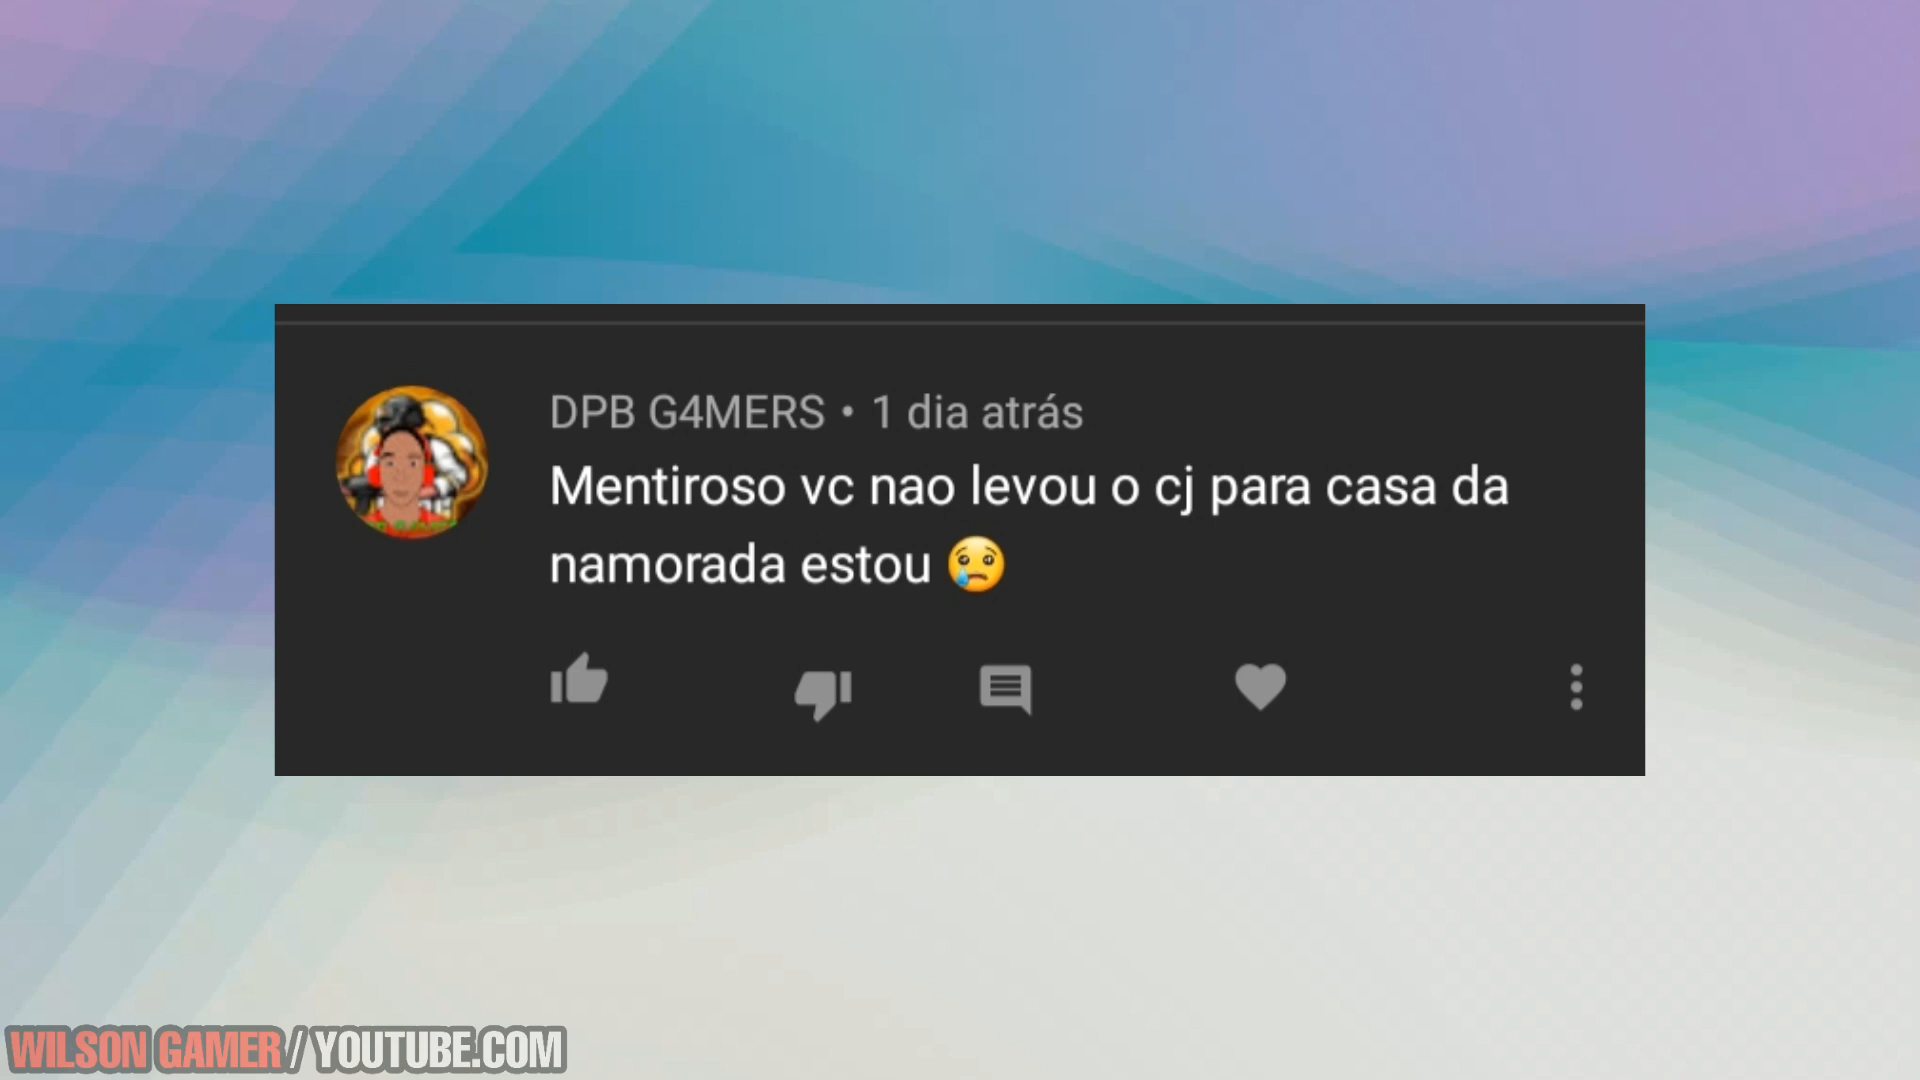 DPB G4MERS • 1 dia atrás
Mentiroso vc nao levou o cj para casa da
namorada estou 😢
WILSON GAMER / YOUTUBE.COM